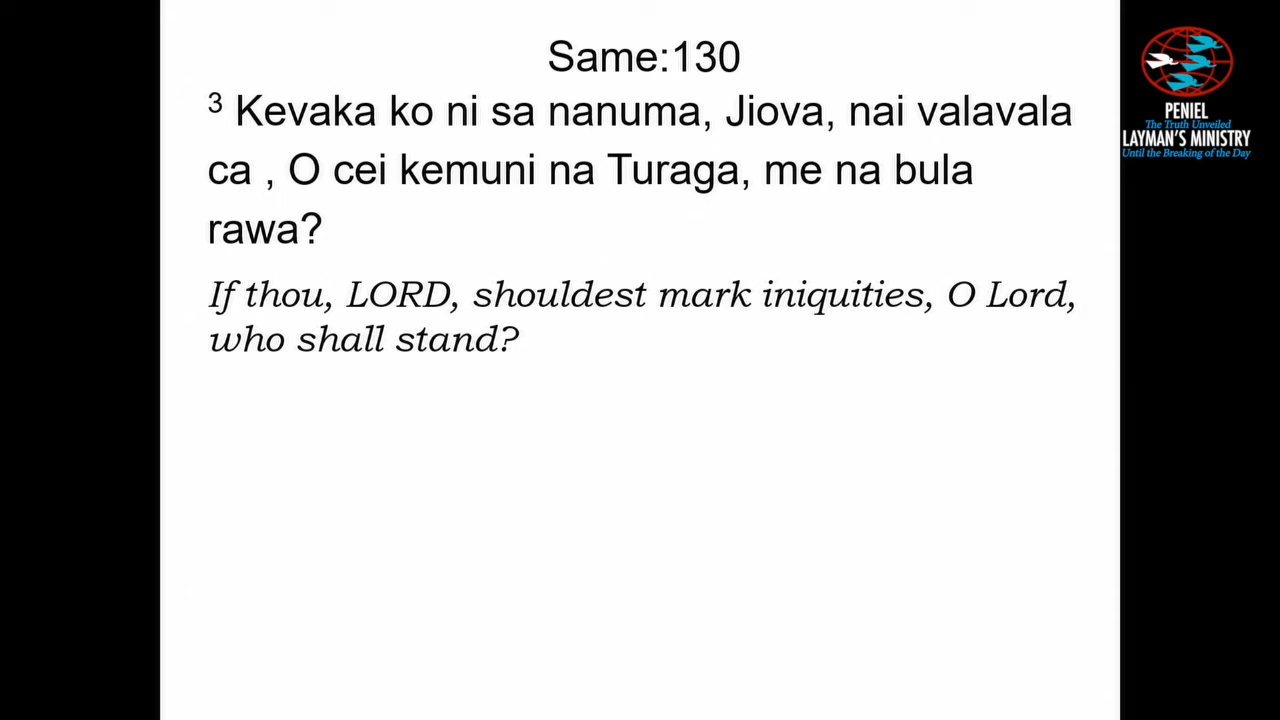 Same:130
3 Kevaka ko ni sa nanuma, Jiova, nai valavala
ca , O cei kemuni na Turaga, me na bula
rawa?
If thou, LORD, shouldest mark iniquities, O Lord,
who shall stand?
PENIEL
The Truth Unveiled
LAYMAN'S MINISTRY
Until the Breaking of the Day